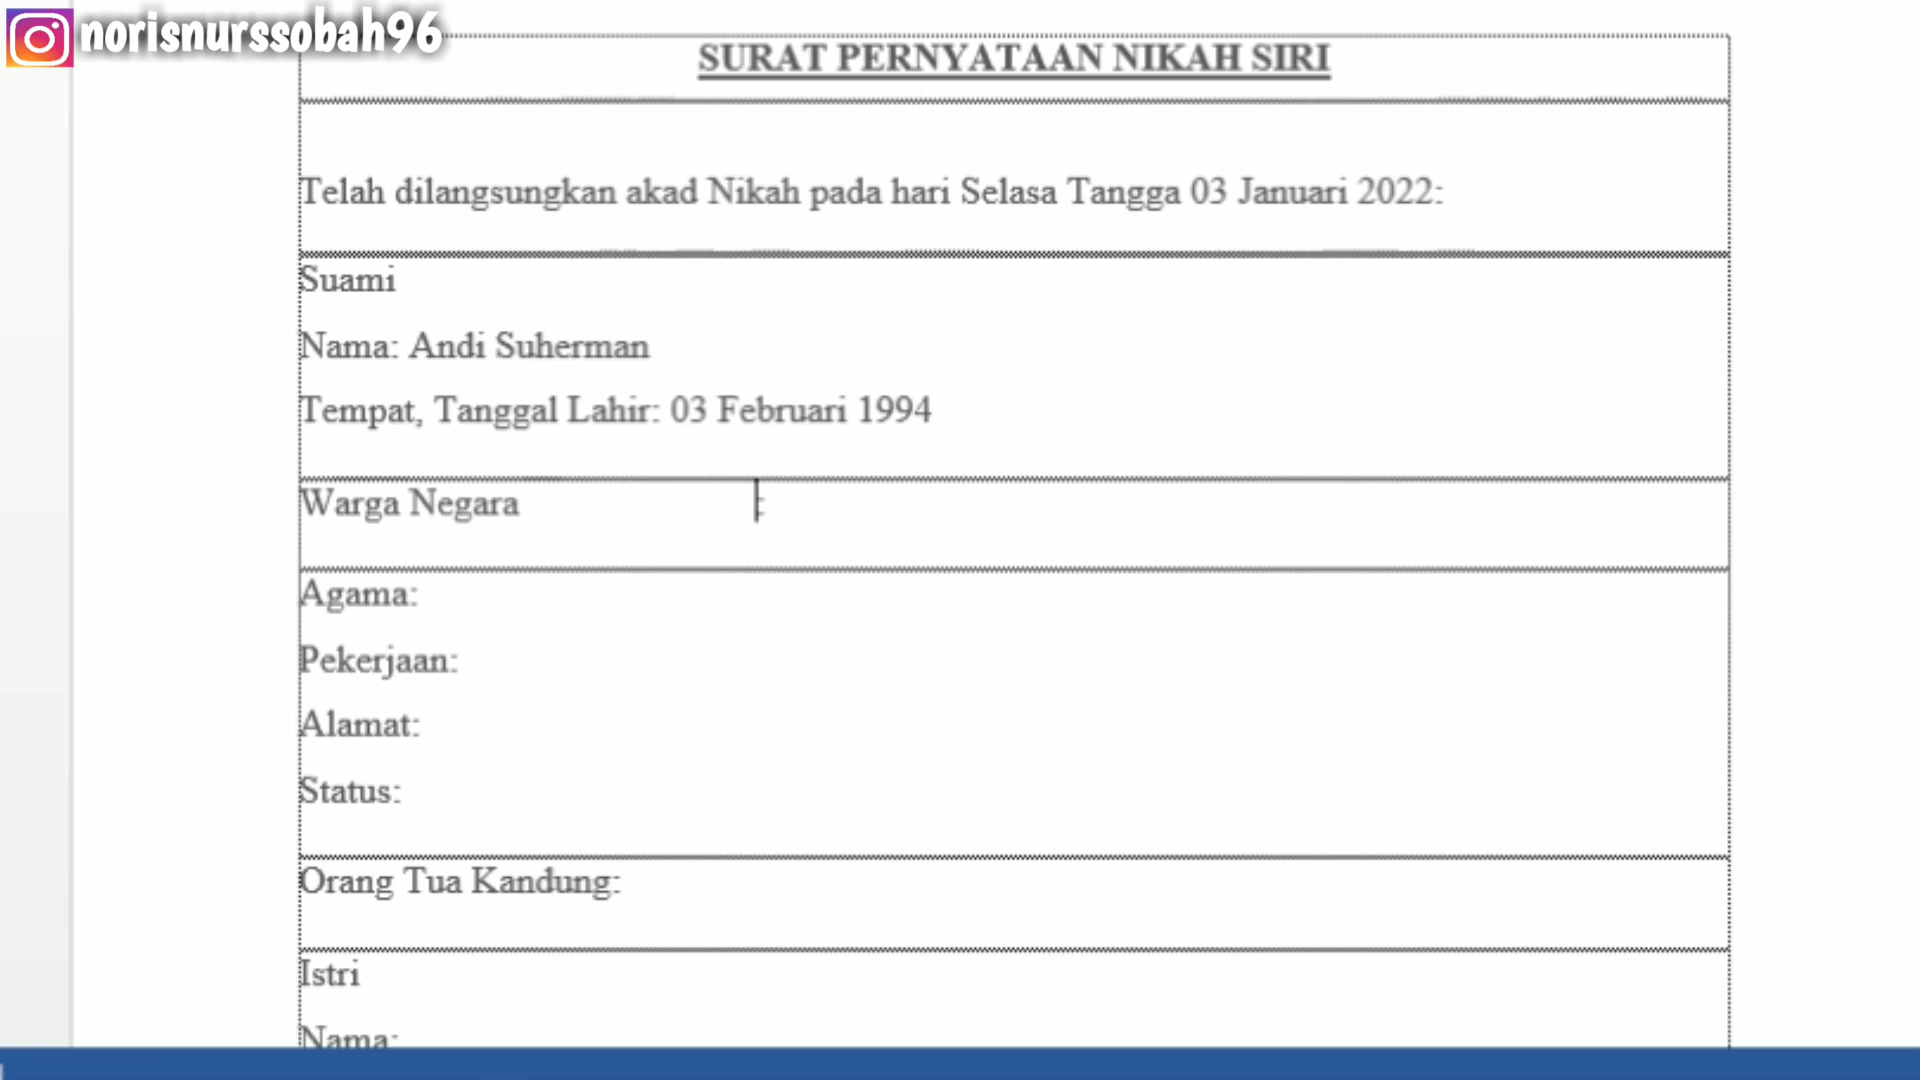 norisnurssobah96
SURAT PERNYATAAN NIKAH SIRI
Telah dilangsungkan akad Nikah pada hari Selasa Tangga 03 Januari 2022:
Suami
Nama: Andi Suherman
Tempat, Tanggal Lahir: 03 Februari 1994
Warga Negara :
Agama:
Pekerjaan:
Alamat:
Status:
Orang Tua Kandung:
Istri
Nama: